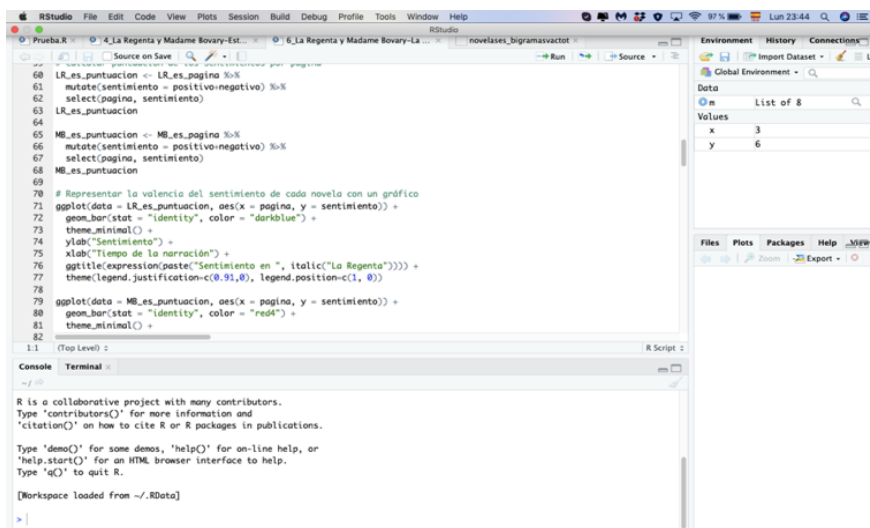 RStudio File Edit Code View Plots Session Build Debug Profile Tools Window Help 97% Lun 23:44
RStudio
Prueba.R 4_La Regenta y Madame Bovary-Est... 6_La Regenta y Madame Bovary-La ... novelases_bigramasvactot
Source on Save Run Source
60 LR_es_puntuacion <- LR_es_pagina %>%
61 mutate(sentimiento = positivo+negativo) %>%
62 select(pagina, sentimiento)
63 LR_es_puntuacion
64
65 MB_es_puntuacion <- MB_es_pagina %>%
66 mutate(sentimiento = positivo+negativo) %>%
67 select(pagina, sentimiento)
68 MB_es_puntuacion
69
70 # Representar la valencia del sentimiento de cada novela con un gráfico
71 ggplot(data = LR_es_puntuacion, aes(x = pagina, y = sentimiento)) +
72 geom_bar(stat = "identity", color = "darkblue") +
73 theme_minimal() +
74 ylab("Sentimiento") +
75 xlab("Tiempo de la narración") +
76 ggtitle(expression(paste("Sentimiento en ", italic("La Regenta")))) +
77 theme(legend.justification=c(0.91,0), legend.position=c(1, 0))
78
79 ggplot(data = MB_es_puntuacion, aes(x = pagina, y = sentimiento)) +
80 geom_bar(stat = "identity", color = "red4") +
81 theme_minimal() +
82
1:1 (Top Level) R Script
Console Terminal
~/
R is a collaborative project with many contributors.
Type 'contributors()' for more information and
'citation()' on how to cite R or R packages in publications.
Type 'demo()' for some demos, 'help()' for on-line help, or
'help.start()' for an HTML browser interface to help.
Type 'q()' to quit R.
[Workspace loaded from ~/.RData]
>
Environment History Connections
Import Dataset
Global Environment
Data
m List of 8
Values
x 3
y 6
Files Plots Packages Help View
Zoom Export